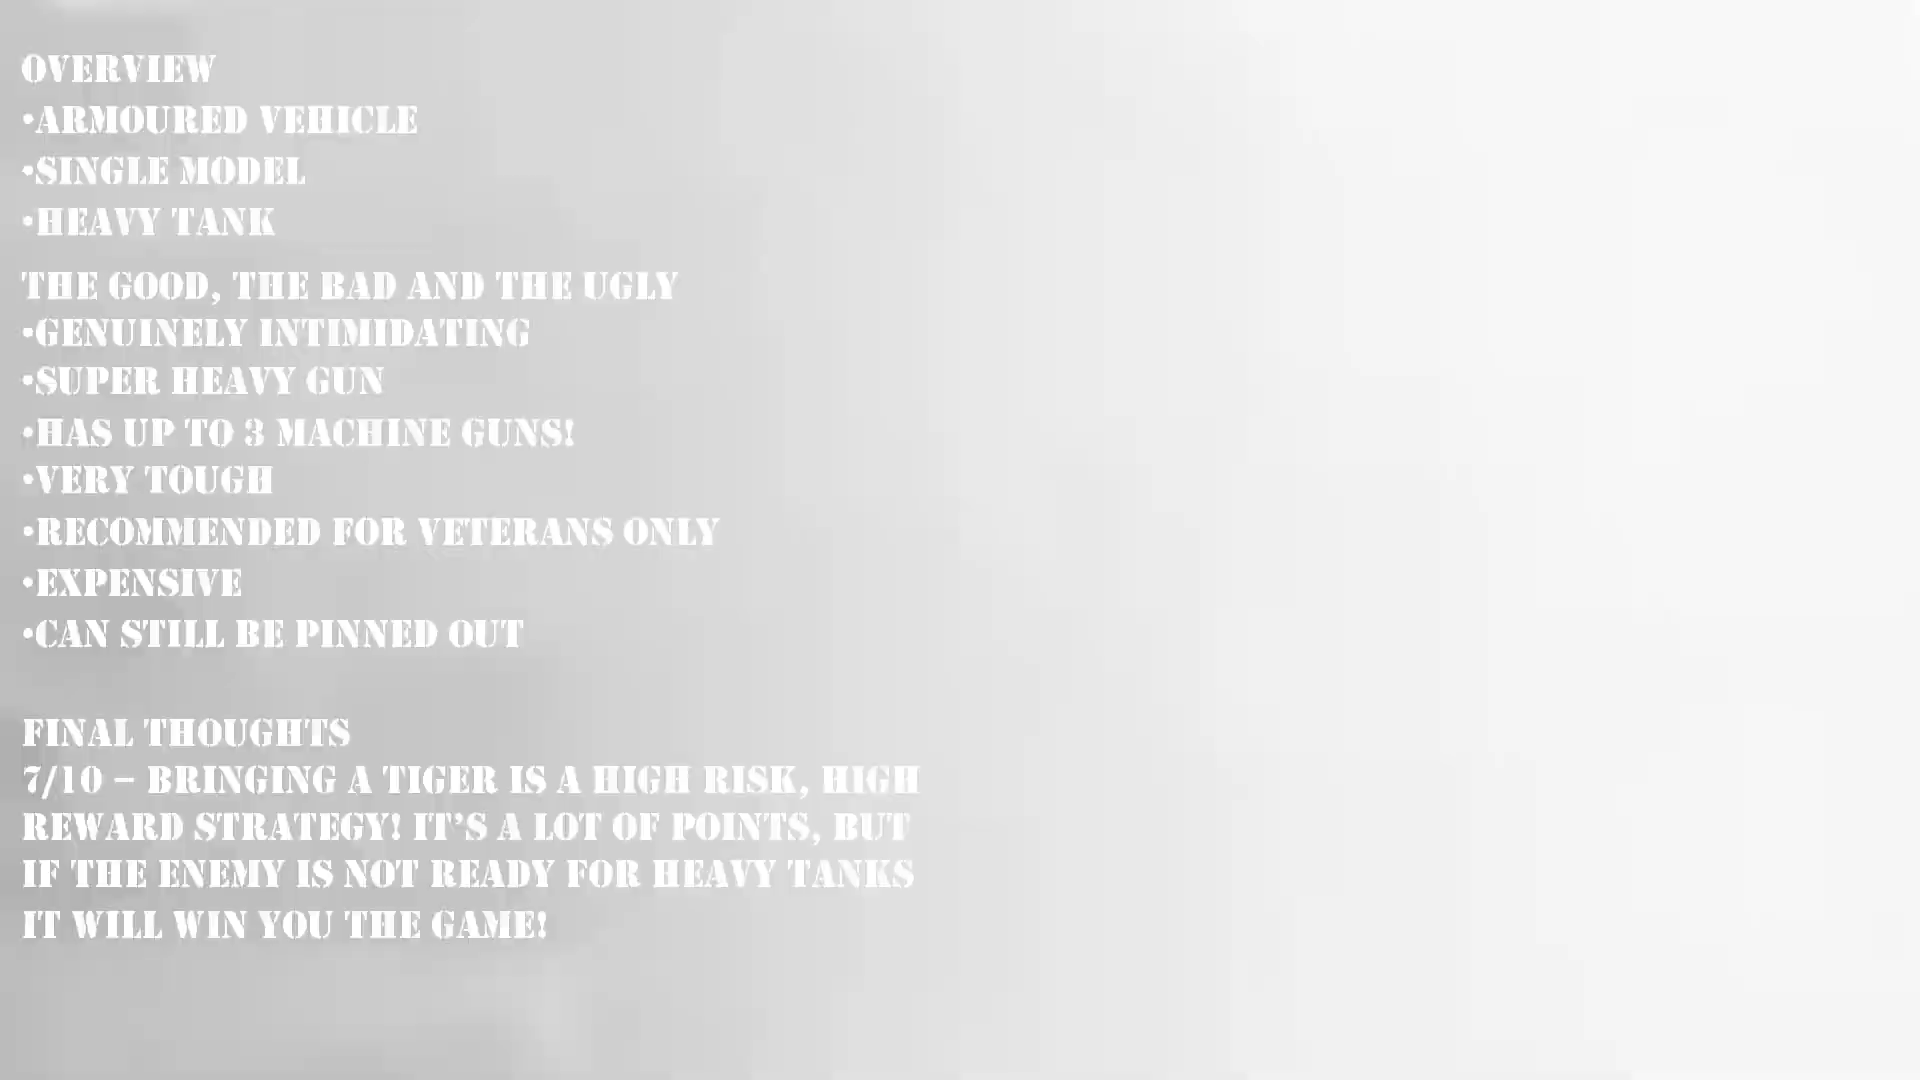 OVERVIEW
•ARMOURED VEHICLE
•SINGLE MODEL
•HEAVY TANK
THE GOOD, THE BAD AND THE UGLY
•GENUINELY INTIMIDATING
•SUPER HEAVY GUN
•HAS UP TO 3 MACHINE GUNS!
•VERY TOUGH
•RECOMMENDED FOR VETERANS ONLY
•EXPENSIVE
•CAN STILL BE PINNED OUT
FINAL THOUGHTS
7/10 – BRINGING A TIGER IS A HIGH RISK, HIGH
REWARD STRATEGY! IT’S A LOT OF POINTS, BUT
IF THE ENEMY IS NOT READY FOR HEAVY TANKS
IT WILL WIN YOU THE GAME!